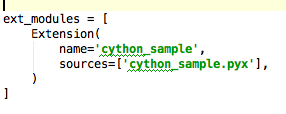 ext_modules = [
    Extension(
        name='cython_sample',
        sources=['cython_sample.pyx'],
    )
]